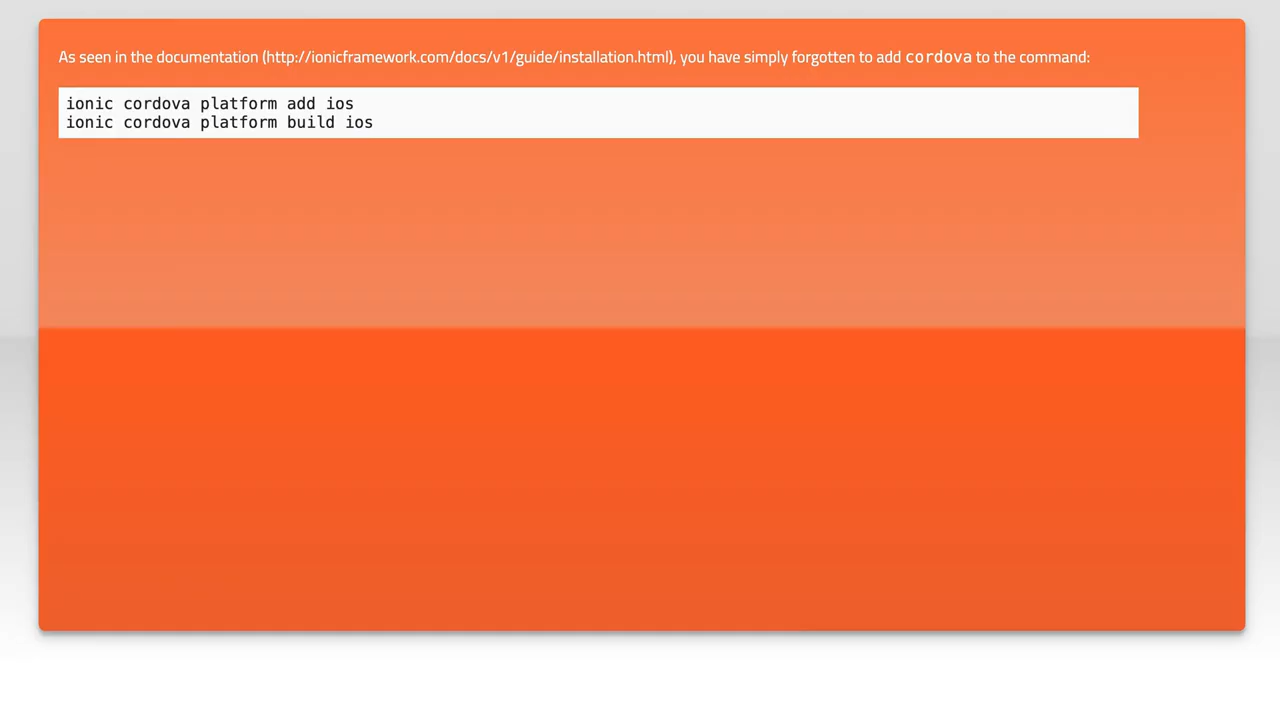 As seen in the documentation (http://ionicframework.com/docs/v1/guide/installation.html), you have simply forgotten to add cordova to the command:
ionic cordova platform add ios
ionic cordova platform build ios